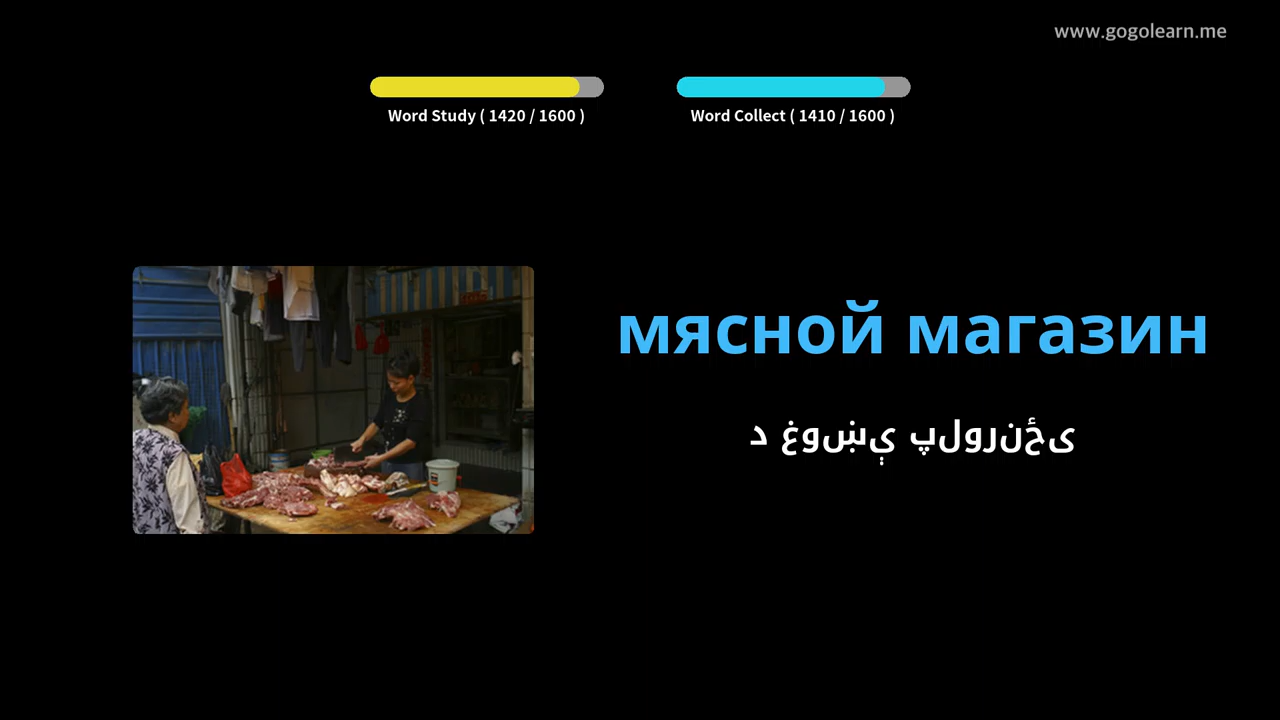 www.gogolearn.me
Word Study ( 1420 / 1600 )
Word Collect ( 1410 / 1600 )
мясной магазин
د غوښې پلورنځی